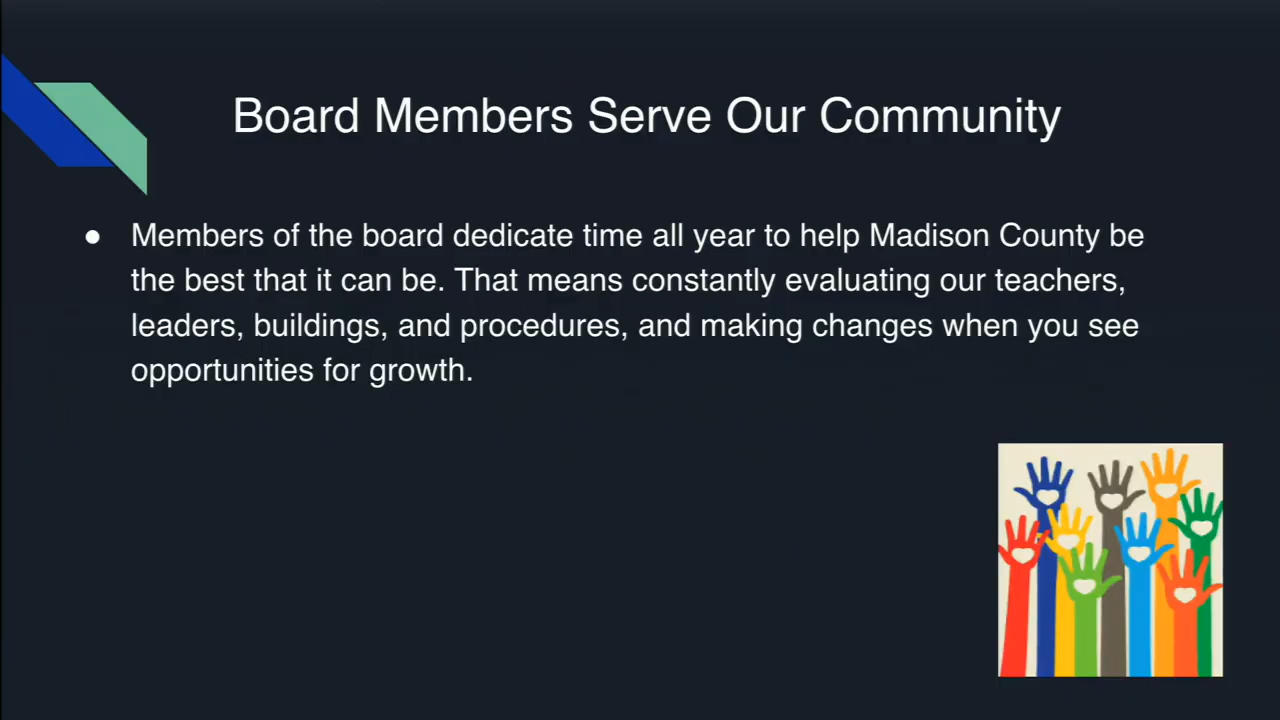 Board Members Serve Our Community
● Members of the board dedicate time all year to help Madison County be
the best that it can be. That means constantly evaluating our teachers,
leaders, buildings, and procedures, and making changes when you see
opportunities for growth.